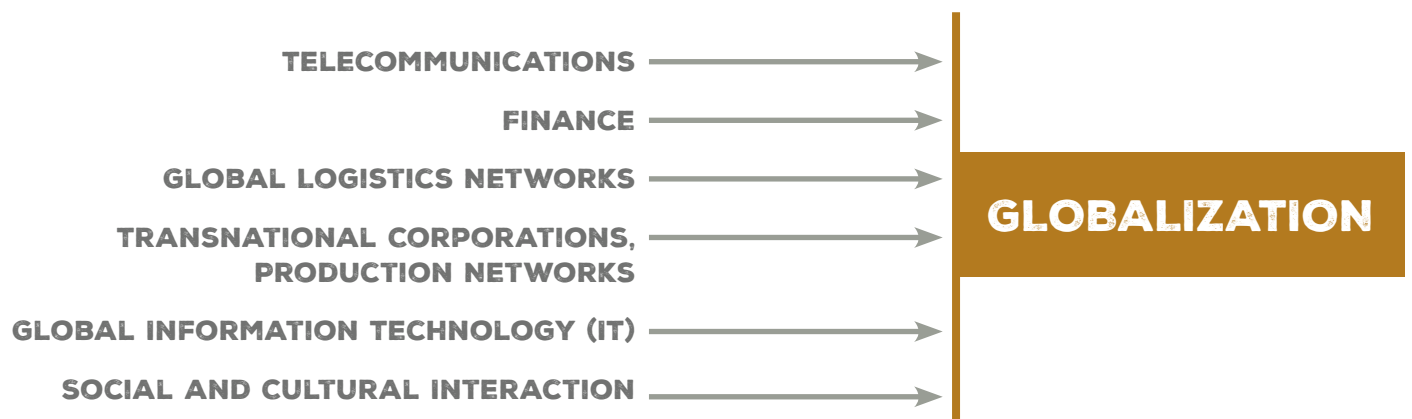 TELECOMMUNICATIONS
FINANCE
GLOBAL LOGISTICS NETWORKS
TRANSNATIONAL CORPORATIONS,
PRODUCTION NETWORKS
GLOBALIZATION
GLOBAL INFORMATION TECHNOLOGY (IT)
SOCIAL AND CULTURAL INTERACTION